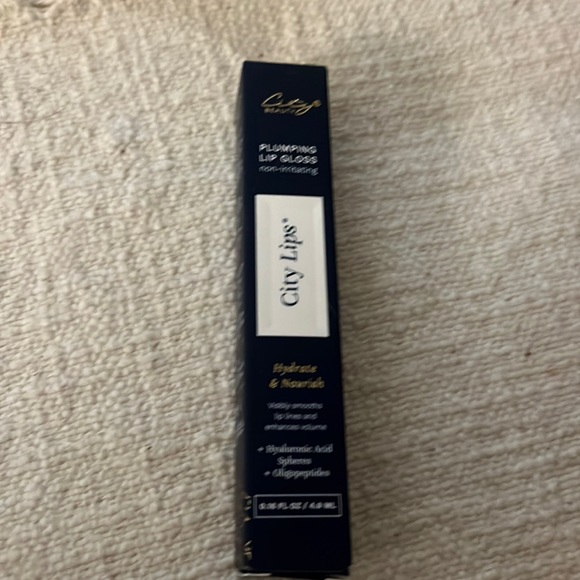 City®
BEAUTY
PLUMPING
LIP GLOSS
non-irritating
City Lips®
Hydrate
& Nourish
Visibly smooths
lip lines and
enhances volume
+ Hyaluronic Acid
Spheres
+ Oligopeptides
0.16 FL OZ / 4.8 ML